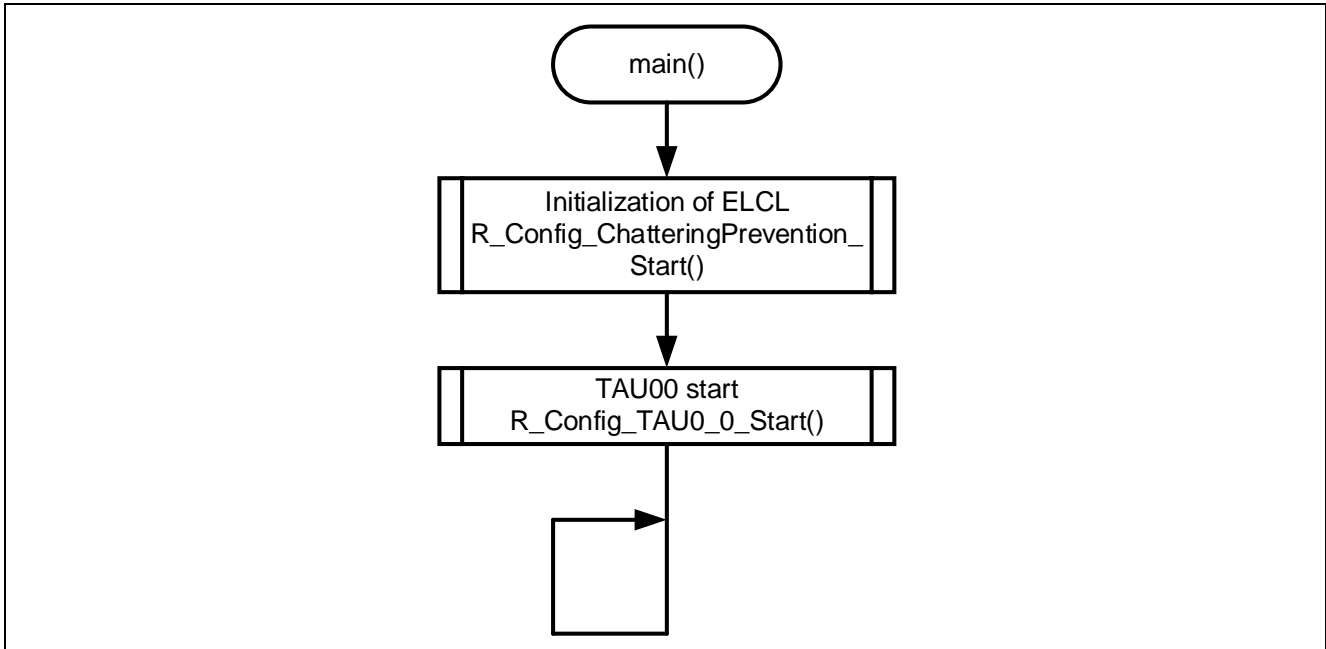 main()
Initialization of ELCL
R_Config_ChatteringPrevention_
Start()
TAU00 start
R_Config_TAU0_0_Start()